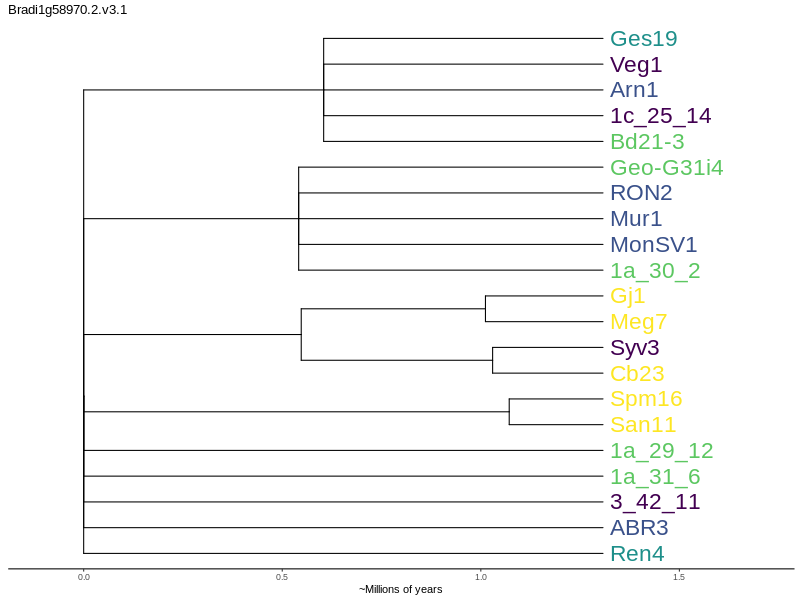 Bradi1g58970.2.v3.1
Ges19
Veg1
Arn1
1c_25_14
Bd21-3
Geo-G31i4
RON2
Mur1
MonSV1
1a_30_2
Gj1
Meg7
Syv3
Cb23
Spm16
San11
1a_29_12
1a_31_6
3_42_11
ABR3
Ren4
0.0 0.5 1.0 1.5
~Millions of years